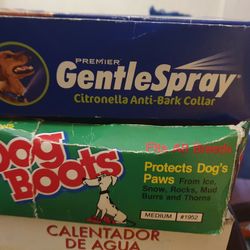 PREMIER
GentleSpray
Citronella Anti-Bark Collar
Dog Boots
Fits All Breeds
Protects Dog's
Paws From Ice,
Snow, Rocks, Mud
Burrs and Thorns
MEDIUM #1952
CALENTADOR
DE AGUA